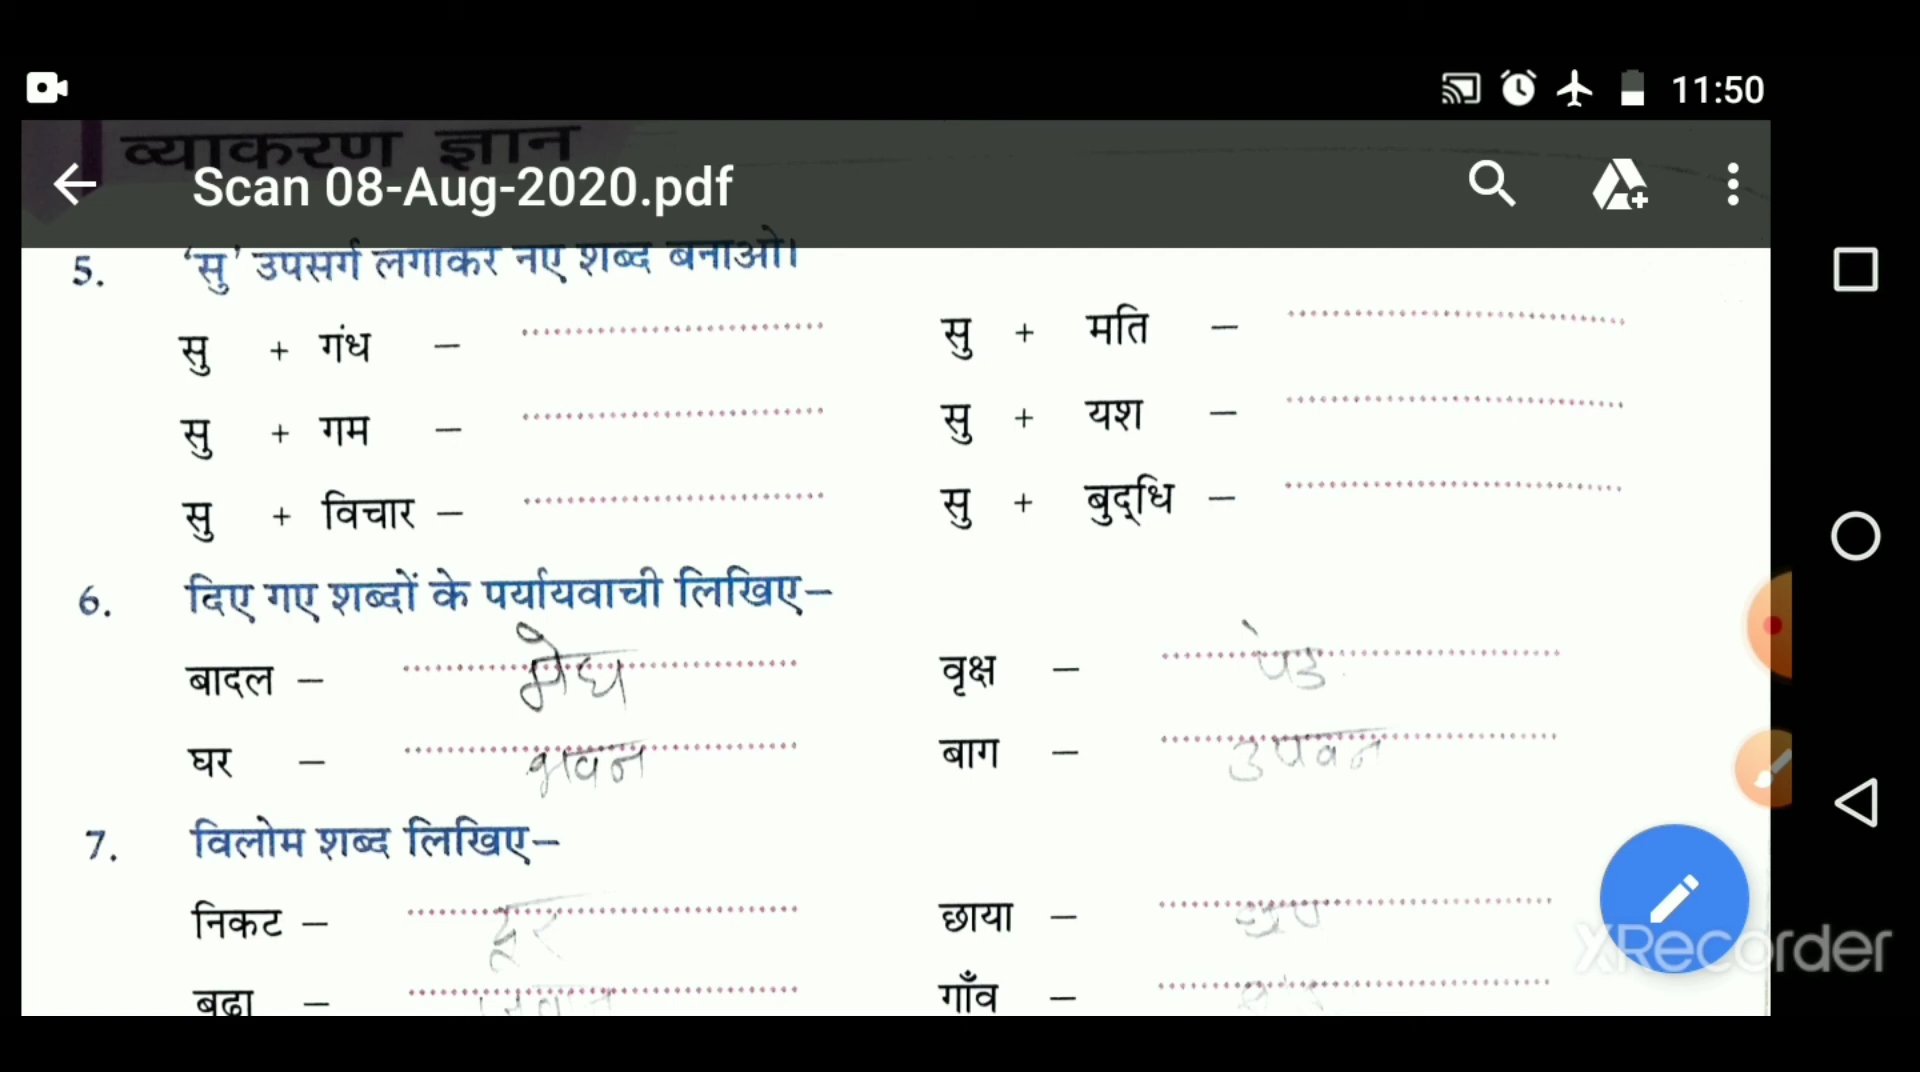 11:50
व्याकरण ज्ञान
Scan 08-Aug-2020.pdf
5. 'सु' उपसर्ग लगाकर नए शब्द बनाओ।
सु + गंध – सु + मति –
सु + गम – सु + यश –
सु + विचार – सु + बुद्धि –
6. दिए गए शब्दों के पर्यायवाची लिखिए–
बादल – मेघ वृक्ष – पेड
घर – भवन बाग – उपवन
7. विलोम शब्द लिखिए–
निकट – दूर छाया – धूप
– गाँव –
XRecorder